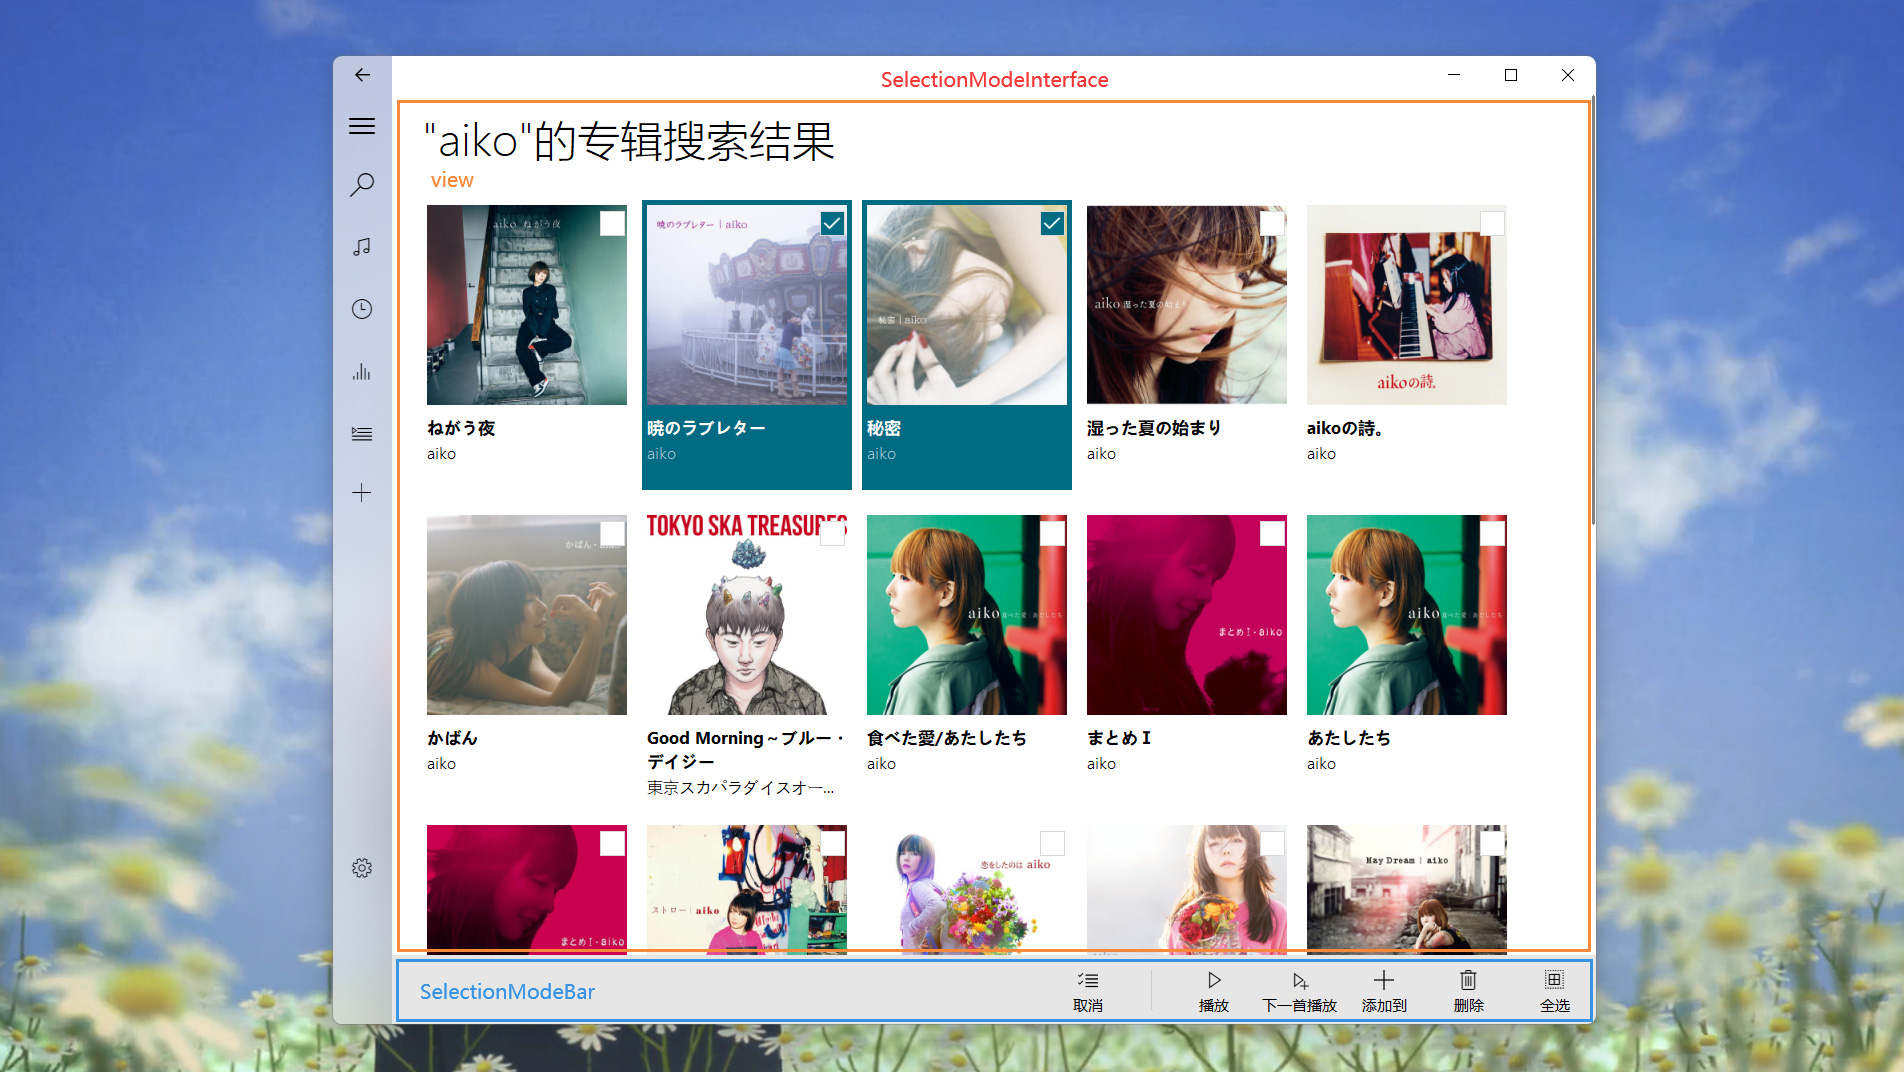 SelectionModeInterface
"aiko"的专辑搜索结果
view
aiko ねがう夜
暁のラブレター | aiko
秘密 | aiko
aiko 湿った夏の始まり
aikoの詩。
ねがう夜
aiko
暁のラブレター
aiko
秘密
aiko
湿った夏の始まり
aiko
aikoの詩。
aiko
かばん・aiko
TOKYO SKA TREASURES
aiko 食べた愛 | あたしたち
まとめⅠ・aiko
aiko 食べた愛 | あたしたち
かばん
aiko
Good Morning～ブルー・
デイジー
東京スカパラダイスオー...
食べた愛/あたしたち
aiko
まとめⅠ
aiko
あたしたち
aiko
まとめⅠ・aiko
ストロー | aiko
恋をしたのは aiko
May Dream | aiko
SelectionModeBar
取消
播放
下一首播放
添加到
删除
全选